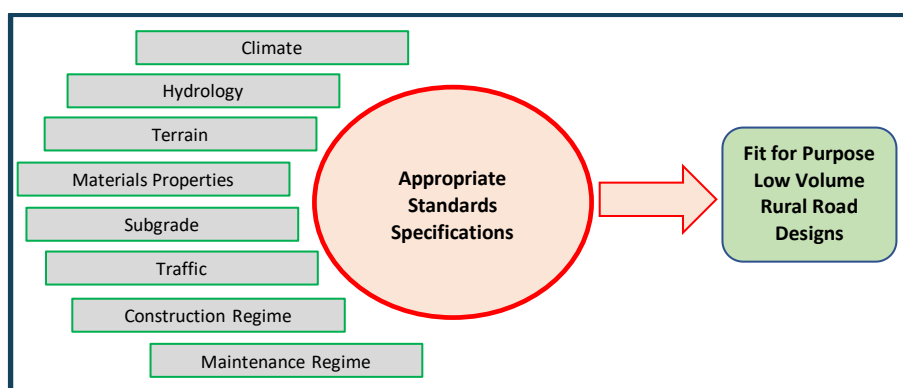 Climate
Hydrology
Terrain
Materials Properties
Subgrade
Traffic
Construction Regime
Maintenance Regime
Appropriate
Standards
Specifications
Fit for Purpose
Low Volume
Rural Road
Designs